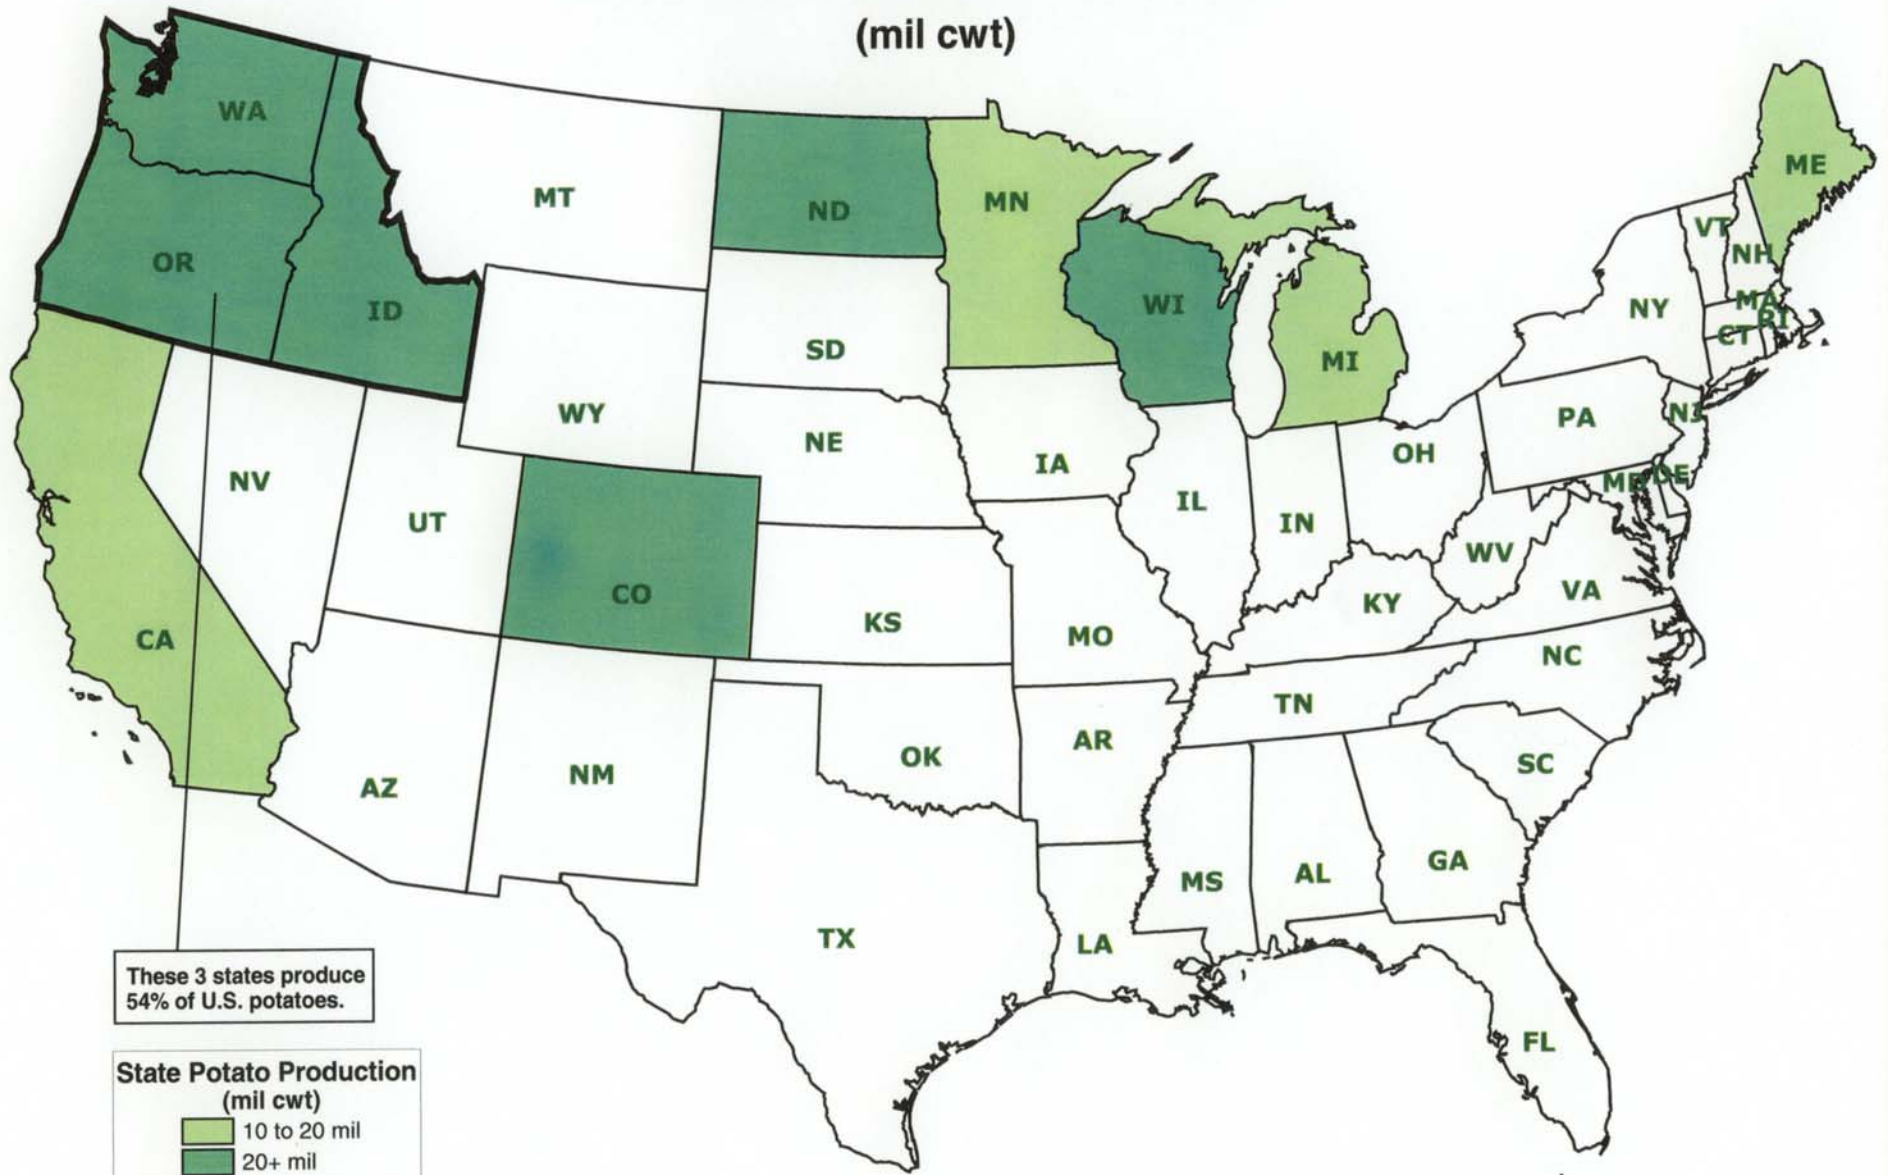 (mil cwt)
WA
MT
ND
MN
ME
OR
ID
SD
WI
MI
NY
VT
NH
MA
RI
CT
WY
NE
IA
PA
NJ
OH
NV
UT
IL
IN
MD
DE
CO
KS
MO
WV
VA
KY
CA
NC
TN
AZ
NM
OK
AR
SC
MS
AL
GA
TX
LA
FL
These 3 states produce
54% of U.S. potatoes.
State Potato Production
(mil cwt)
10 to 20 mil
20+ mil